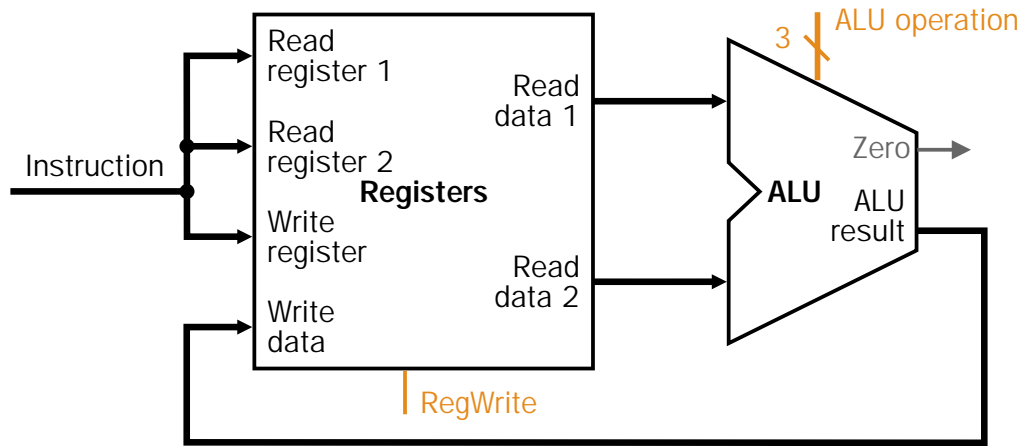 Instruction
Read
register 1
Read
register 2
Registers
Write
register
Write
data
Read
data 1
Read
data 2
RegWrite
3
ALU operation
Zero
ALU
ALU
result